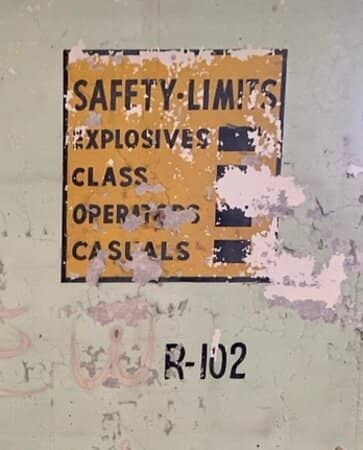 SAFETY·LIMITS
EXPLOSIVES
CLASS
OPERATORS
CASUALS
R-102